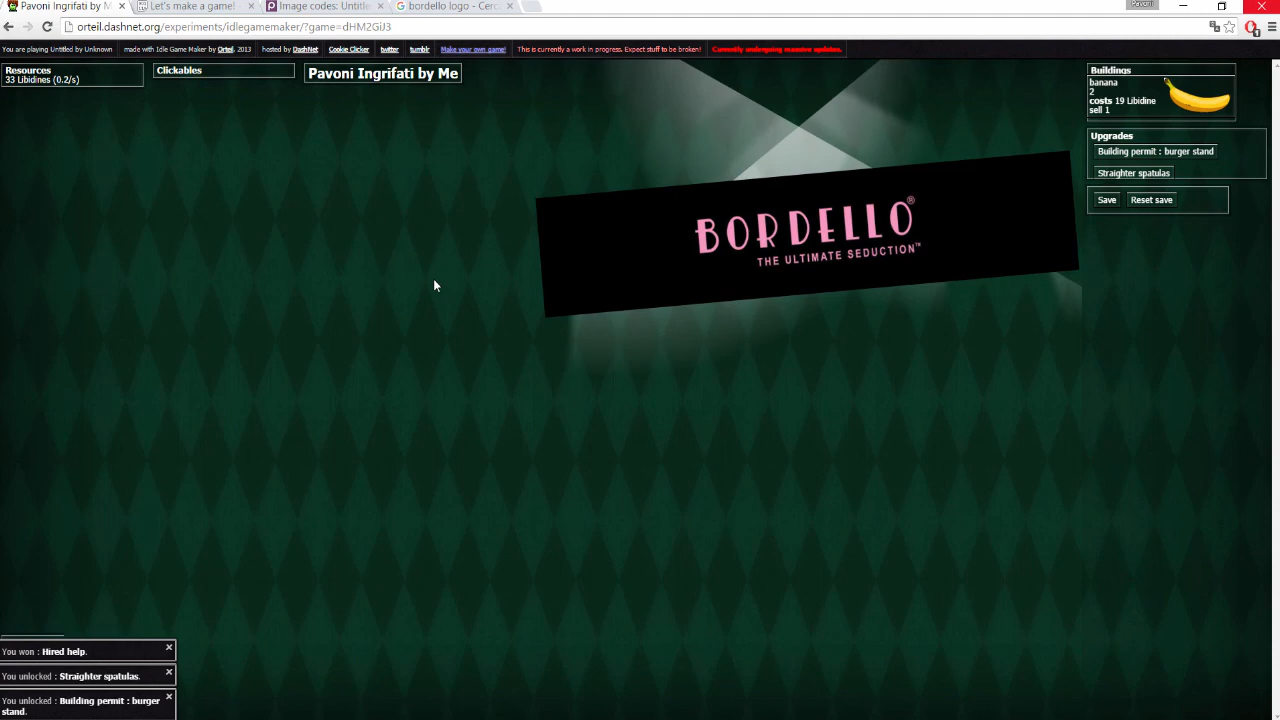 Pavoni Ingrifati by M
Let's make a game!
Image codes: Untitle
bordello logo - Cerc
Pavoni
orteil.dashnet.org/experiments/idlegamemaker/?game=dHM2GiJ3
You are playing Untitled by Unknown
made with Idle Game Maker by Orteil, 2013
hosted by DashNet
Cookie Clicker
twitter
tumblr
Make your own game!
This is currently a work in progress. Expect stuff to be broken!
Currently undergoing massive updates.
Resources
33 Libidines (0.2/s)
Clickables
Pavoni Ingrifati by Me
BORDELLO®
THE ULTIMATE SEDUCTION™
Buildings
banana
2
costs 19 Libidine
sell 1
Upgrades
Building permit : burger stand
Straighter spatulas
Save
Reset save
You won : Hired help.
You unlocked : Straighter spatulas.
You unlocked : Building permit : burger
stand.